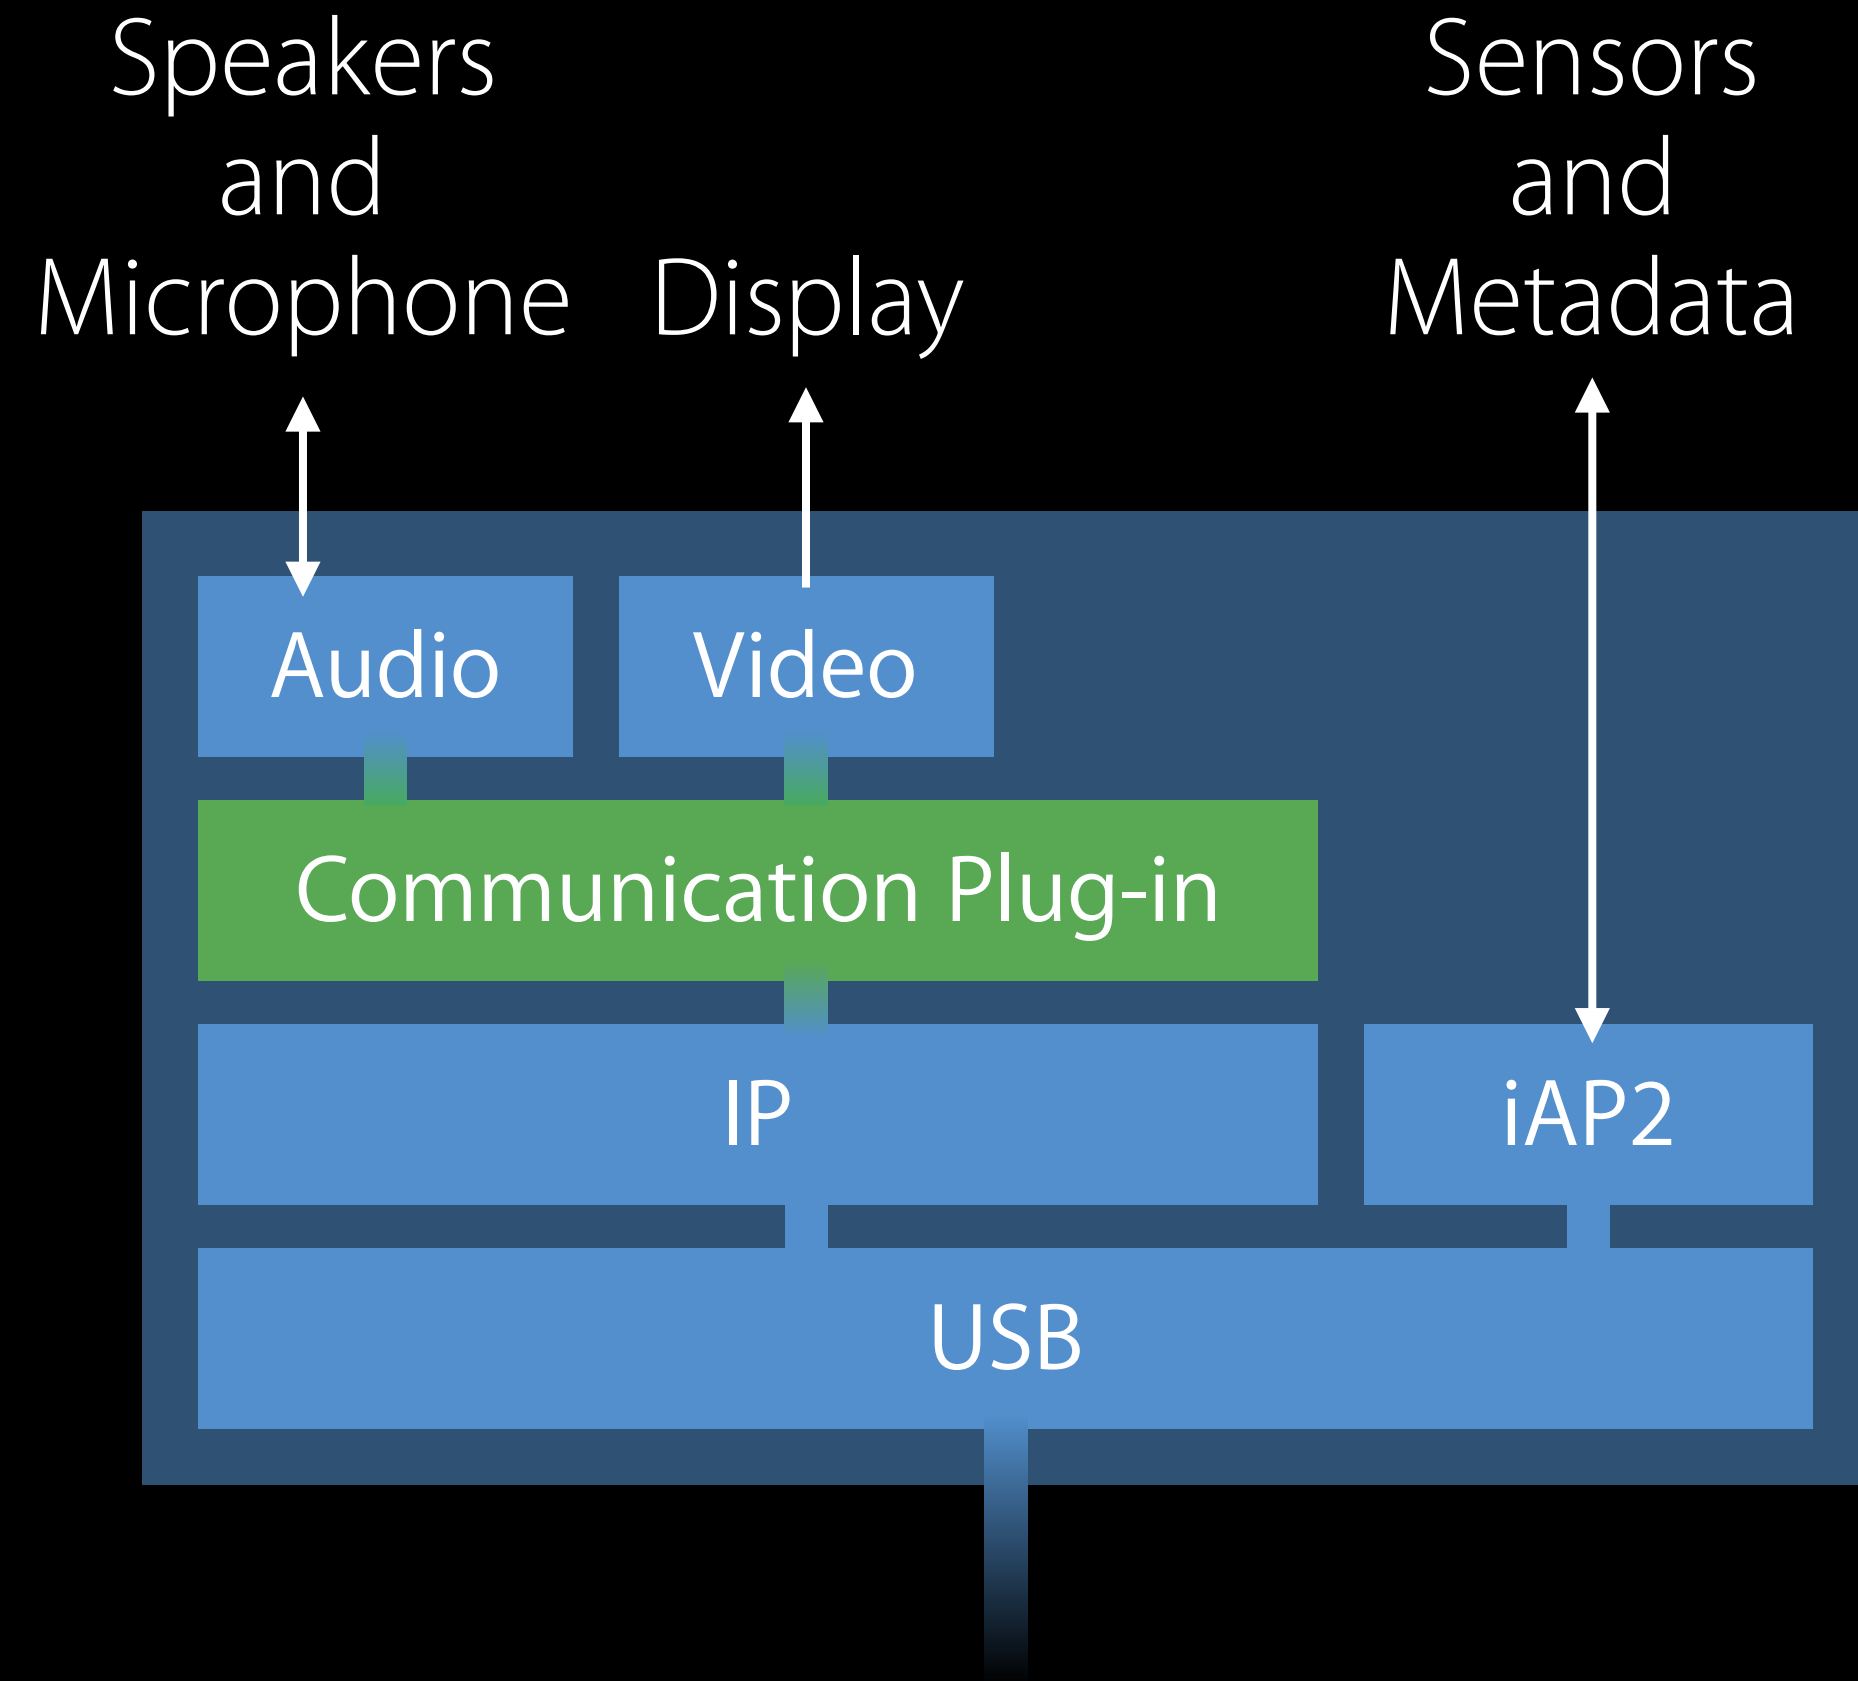 Speakers
and
Microphone
Display
Sensors
and
Metadata
Audio
Video
Communication Plug-in
IP
iAP2
USB